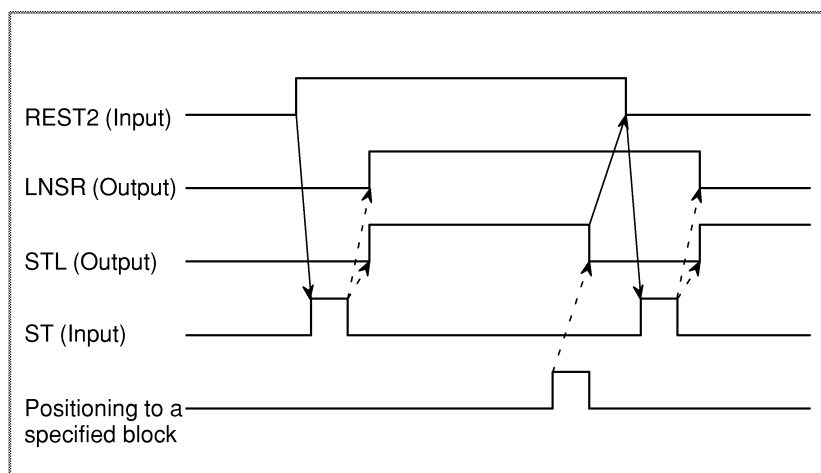 REST2 (Input)
LNSR (Output)
STL (Output)
ST (Input)
Positioning to a
specified block